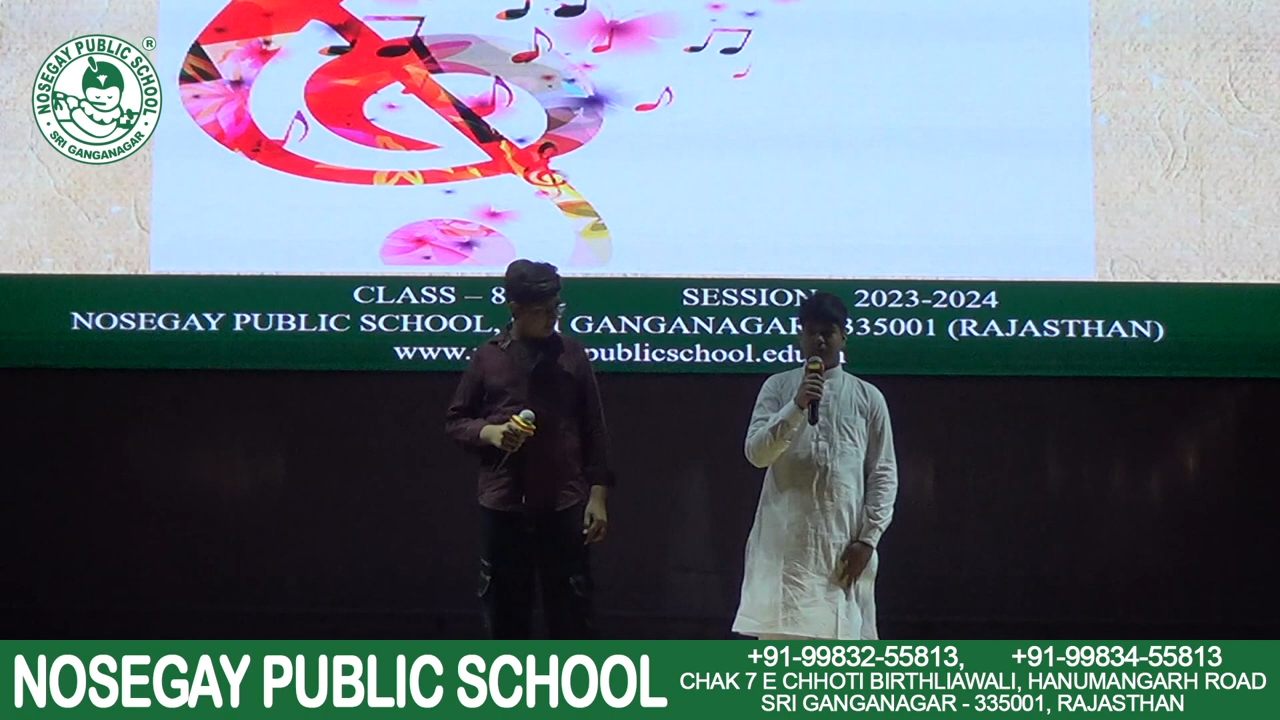 NOSEGAY PUBLIC SCHOOL
®
• SRI GANGANAGAR •
CLASS – 8
SESSION 2023-2024
NOSEGAY PUBLIC SCHOOL, GANGANAGAR 335001 (RAJASTHAN)
www. publicschool.edu
NOSEGAY PUBLIC SCHOOL
+91-99832-55813, +91-99834-55813
CHAK 7 E CHHOTI BIRTHLIAWALI, HANUMANGARH ROAD
SRI GANGANAGAR - 335001, RAJASTHAN